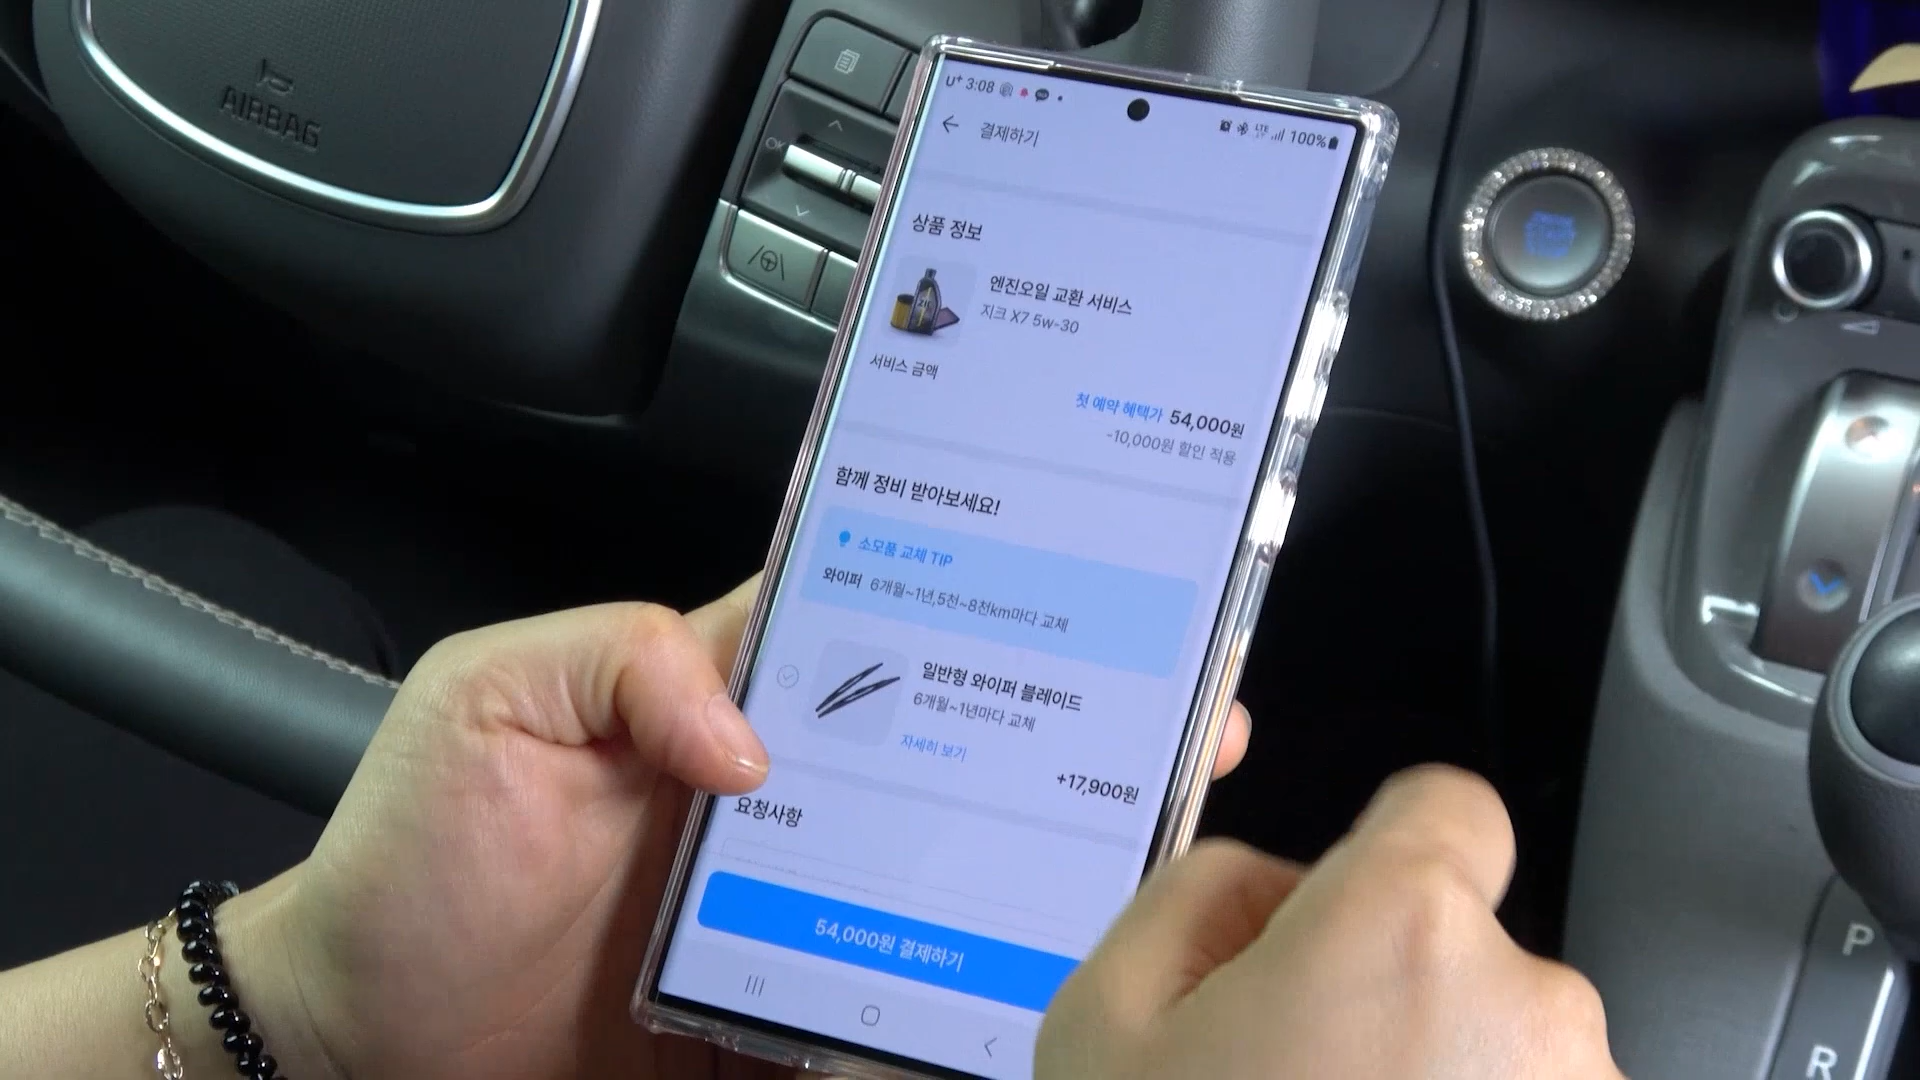 AIRBAG
OK
U+ 3:08
LTE 100%
결제하기
상품 정보
엔진오일 교환 서비스
지크 X7 5w-30
서비스 금액
첫 예약 혜택가 54,000원
-10,000원 할인 적용
함께 정비 받아보세요!
소모품 교체 TIP
와이퍼 6개월~1년,5천~8천km마다 교체
일반형 와이퍼 블레이드
6개월~1년마다 교체
자세히 보기
+17,900원
요청사항
54,000원 결제하기
P
R